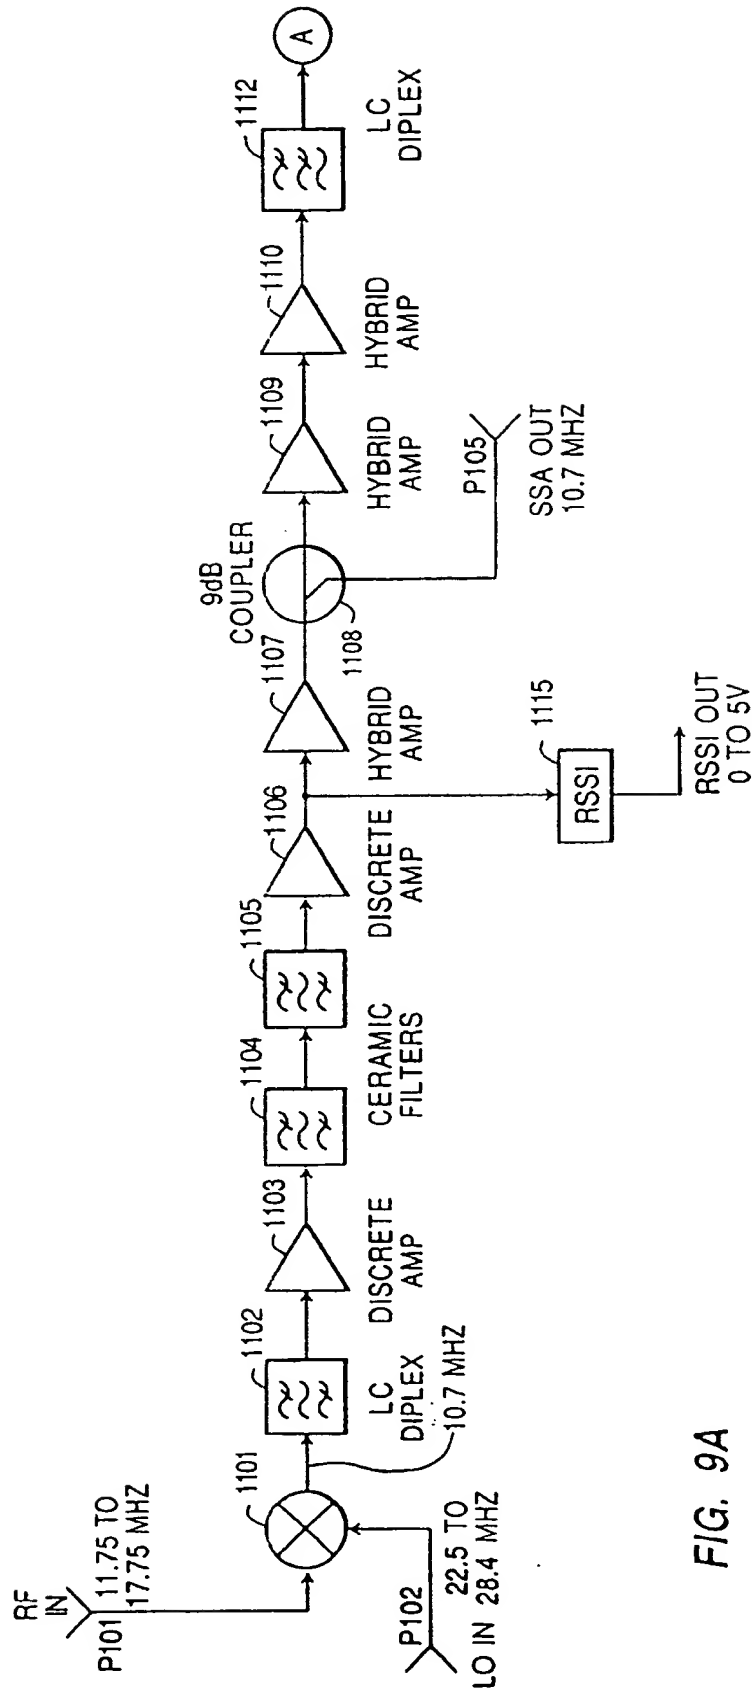 RF
IN
P101
11.75 TO
17.75 MHZ
P102
LO IN
22.5 TO
28.4 MHZ
1101
10.7 MHZ
1102
LC
DIPLEX
1103
DISCRETE
AMP
1104
1105
CERAMIC
FILTERS
1106
DISCRETE
AMP
1115
RSSI
RSSI OUT
0 TO 5V
1107
HYBRID
AMP
9dB
COUPLER
1108
P105
SSA OUT
10.7 MHZ
1109
HYBRID
AMP
1110
HYBRID
AMP
1112
LC
DIPLEX
A
FIG. 9A